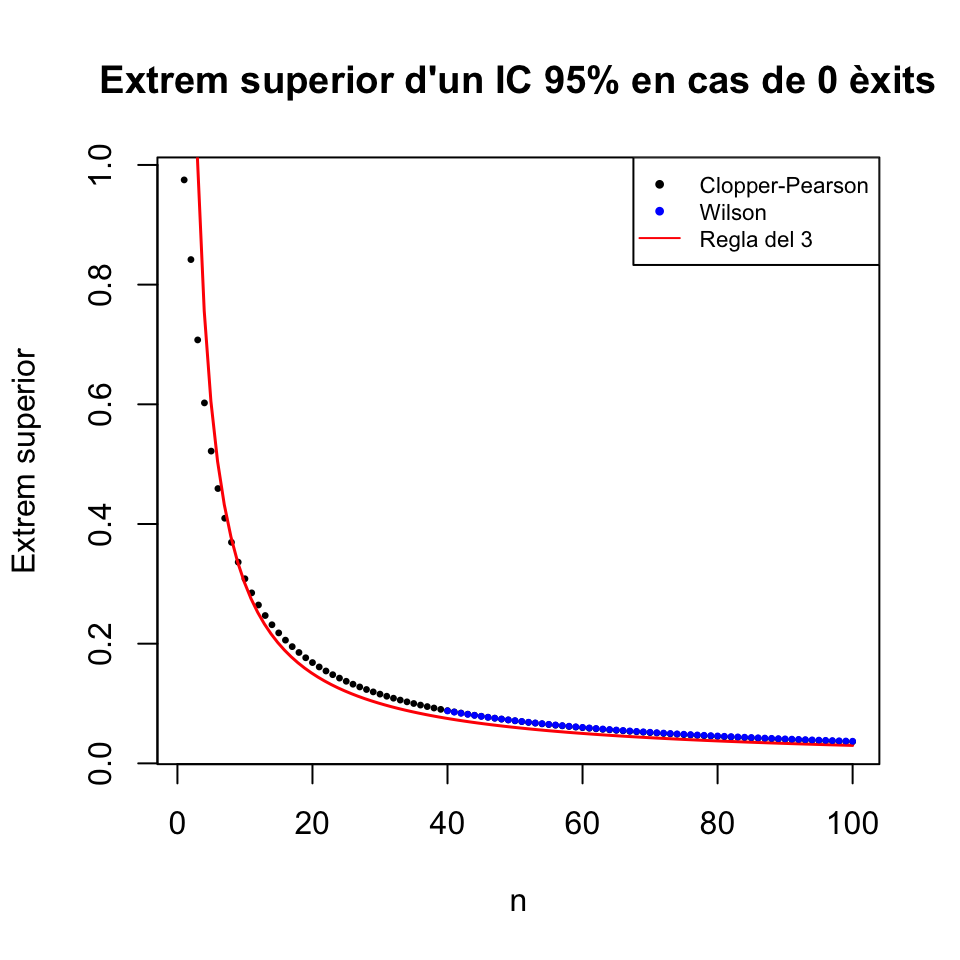 Extrem superior d'un IC 95% en cas de 0 èxits
Clopper-Pearson
Wilson
Regla del 3
Extrem superior
1.0
0.8
0.6
0.4
0.2
0.0
0 20 40 60 80 100
n